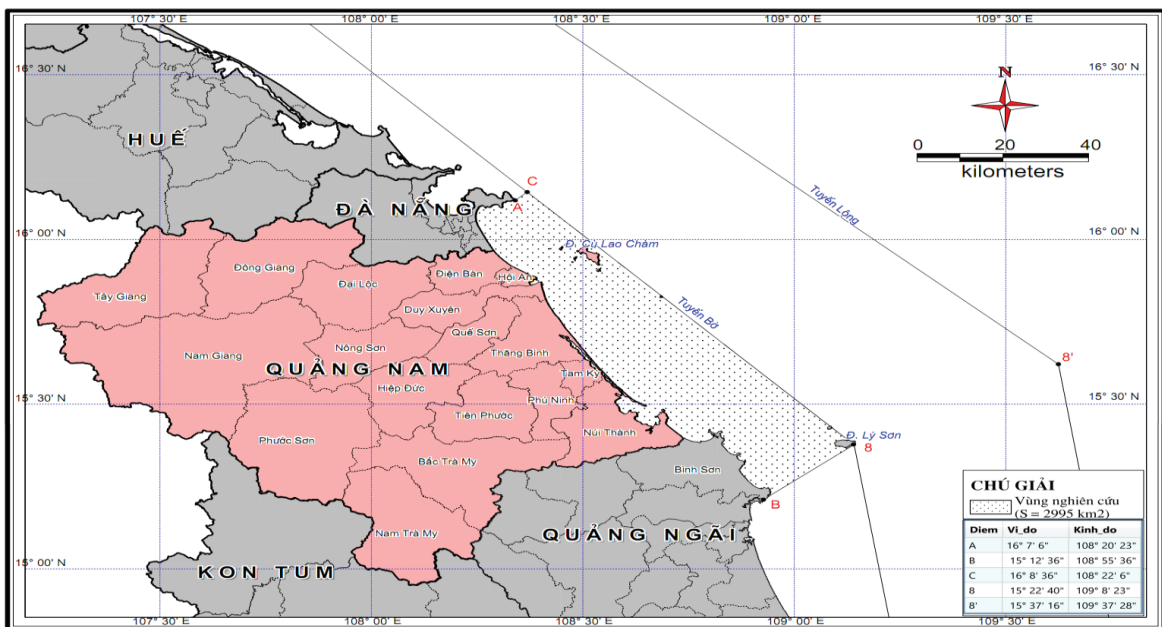 107° 30' E 108° 00' E 108° 30' E 109° 00' E 109° 30' E
16° 30' N 16° 30' N
N
HUẾ
0 20 40
kilometers
C
A
ĐÀ NẴNG
Tuyến Lộng
16° 00' N 16° 00' N
Đ. Cù Lao Chàm
Đông Giang
Điện Bàn
Hội An
Đại Lộc
Tây Giang
Duy Xuyên
Tuyến Bờ
Quế Sơn
Nông Sơn
Thăng Bình
Nam Giang
QUẢNG NAM
8'
Tam Kỳ
Hiệp Đức
Phú Ninh
15° 30' N 15° 30' N
Tiên Phước
Phước Sơn
Núi Thành
Đ. Lý Sơn
8
Bắc Trà My
Bình Sơn
B
Nam Trà My
QUẢNG NGÃI
KON TUM
15° 00' N
CHÚ GIẢI
Vùng nghiên cứu
(S = 2995 km2)
Diem Vi_do Kinh_do
A 16° 7' 6" 108° 20' 23"
B 15° 12' 36" 108° 55' 36"
C 16° 8' 36" 108° 22' 6"
8 15° 22' 40" 109° 8' 23"
8' 15° 37' 16" 109° 37' 28"
107° 30' E 108° 00' E 108° 30' E 109° 00' E 109° 30' E